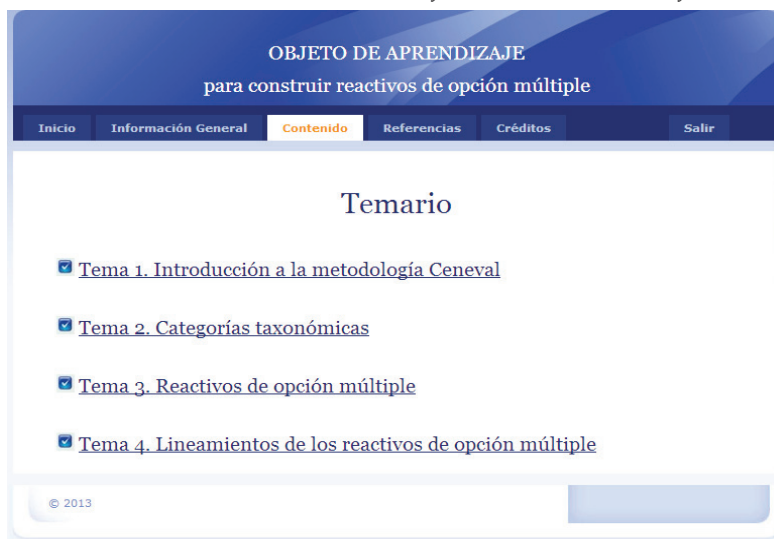 OBJETO DE APRENDIZAJE
para construir reactivos de opción múltiple
Inicio Información General Contenido Referencias Créditos Salir
Temario
Tema 1. Introducción a la metodología Ceneval
Tema 2. Categorías taxonómicas
Tema 3. Reactivos de opción múltiple
Tema 4. Lineamientos de los reactivos de opción múltiple
© 2013